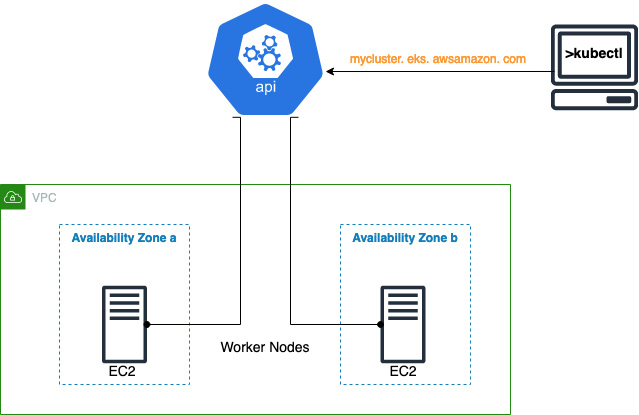 >kubectl
mycluster. eks. awsamazon. com
api
VPC
Availability Zone a
Availability Zone b
Worker Nodes
EC2
EC2